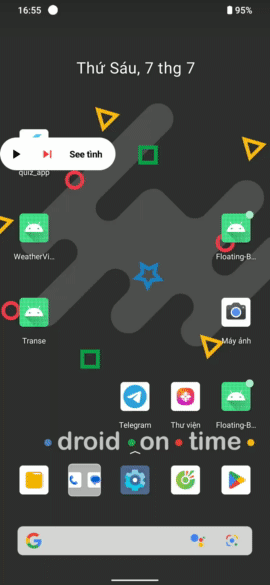 16:55
95%
Thứ Sáu, 7 thg 7
See tình
quiz_app
WeatherVi...
Floating-B...
Transe
Máy ảnh
Telegram
Thư viện
Floating-B...
droid on time